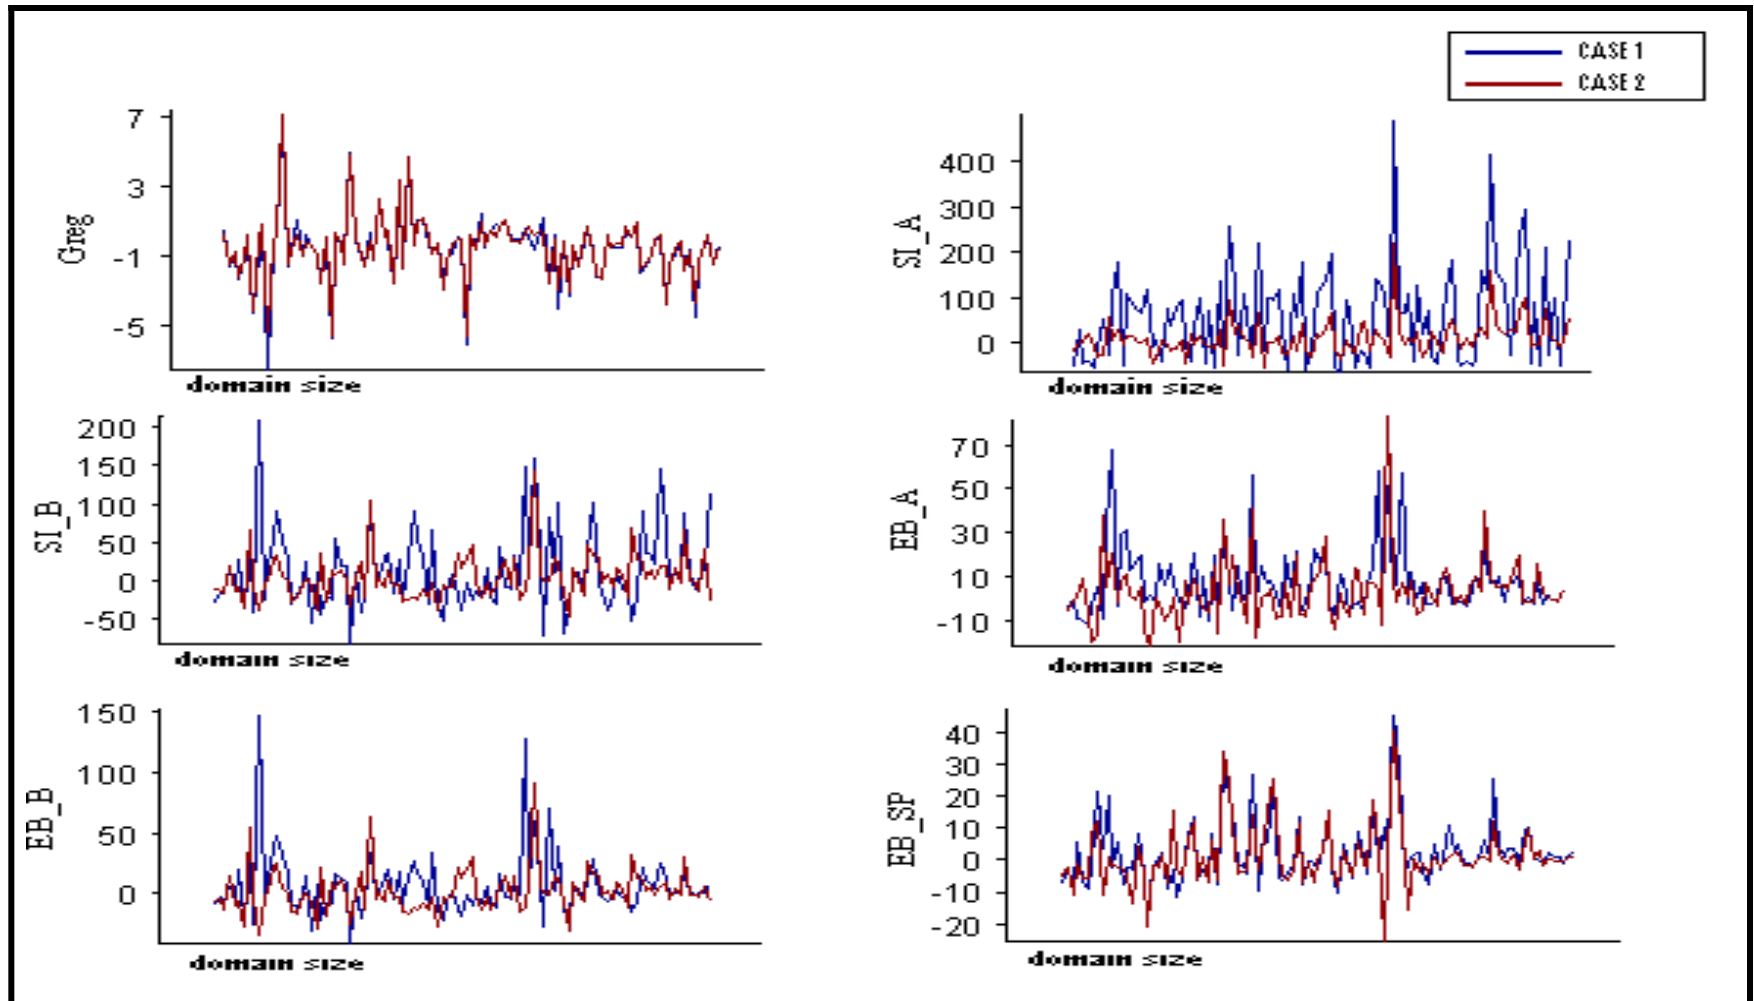 CASE 1
CASE 2
7
3
-1
-5
Greg
domain size
400
300
200
100
0
SI_A
domain size
200
150
100
50
0
-50
SI_B
domain size
70
50
30
10
-10
EB_A
domain size
150
100
50
0
EB_B
domain size
40
30
20
10
0
-10
-20
EB_SP
domain size